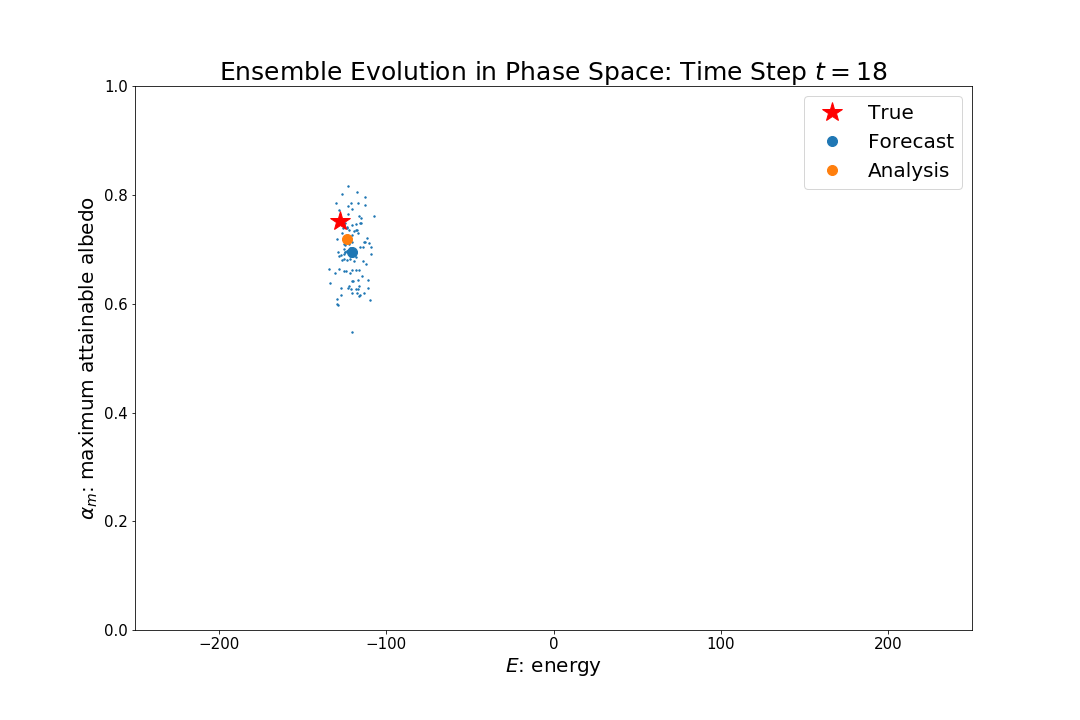 Ensemble Evolution in Phase Space: Time Step t = 18
True
Forecast
Analysis
α_m: maximum attainable albedo
1.0
0.8
0.6
0.4
0.2
0.0
−200
−100
0
100
200
E: energy